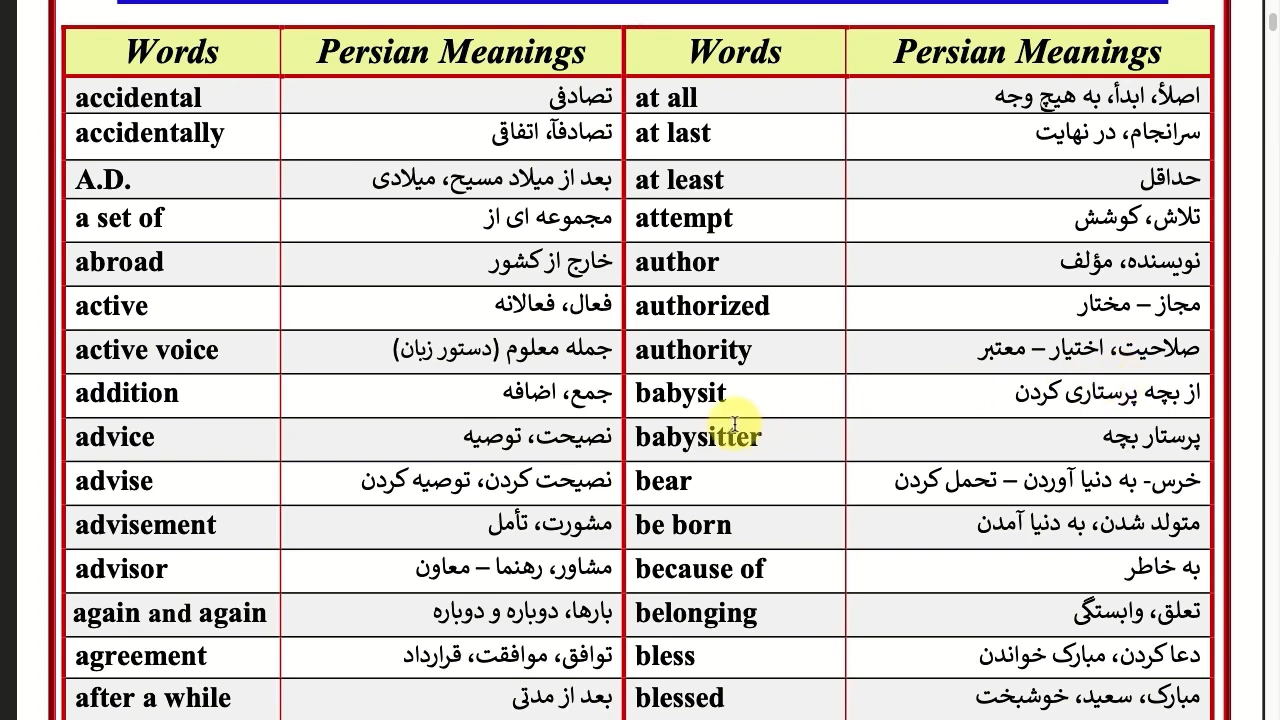 Words Persian Meanings Words Persian Meanings
accidental تصادفی at all اصلأ، ابدأ، به هیچ وجه
accidentally تصادفآ، اتفاقی at last سرانجام، در نهایت
A.D. بعد از میلاد مسیح، میلادی at least حداقل
a set of مجموعه ای از attempt تلاش، کوشش
abroad خارج از کشور author نویسنده، مؤلف
active فعال، فعالانه authorized مجاز – مختار
active voice جمله معلوم (دستور زبان) authority صلاحیت، اختیار – معتبر
addition جمع، اضافه babysit از بچه پرستاری کردن
advice نصیحت، توصیه babysitter پرستار بچه
advise نصیحت کردن، توصیه کردن bear خرس- به دنیا آوردن – تحمل کردن
advisement مشورت، تأمل be born متولد شدن، به دنیا آمدن
advisor مشاور، رهنما – معاون because of به خاطر
again and again بارها، دوباره و دوباره belonging تعلق، وابستگی
agreement توافق، موافقت، قرارداد bless دعا کردن، مبارک خواندن
after a while بعد از مدتی blessed مبارک، سعید، خوشبخت